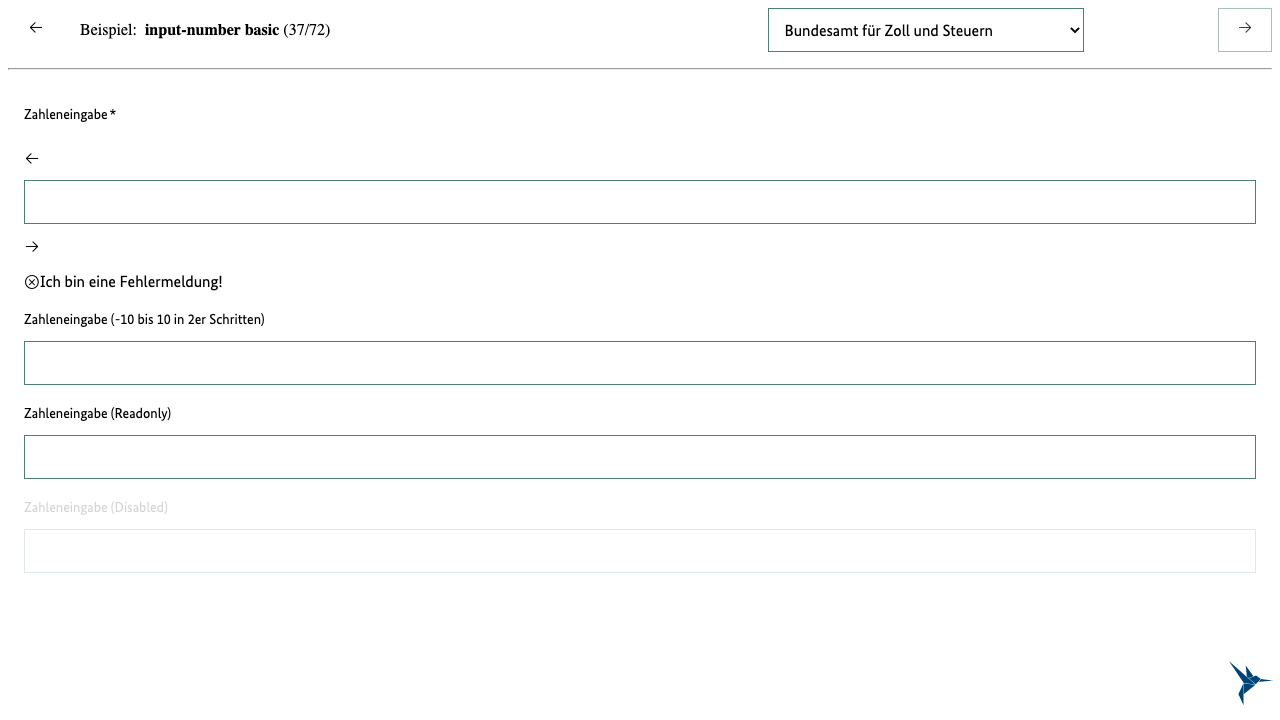 Beispiel: input-number basic (37/72)
Bundesamt für Zoll und Steuern
Zahleneingabe*
Ich bin eine Fehlermeldung!
Zahleneingabe (-10 bis 10 in 2er Schritten)
Zahleneingabe (Readonly)
Zahleneingabe (Disabled)